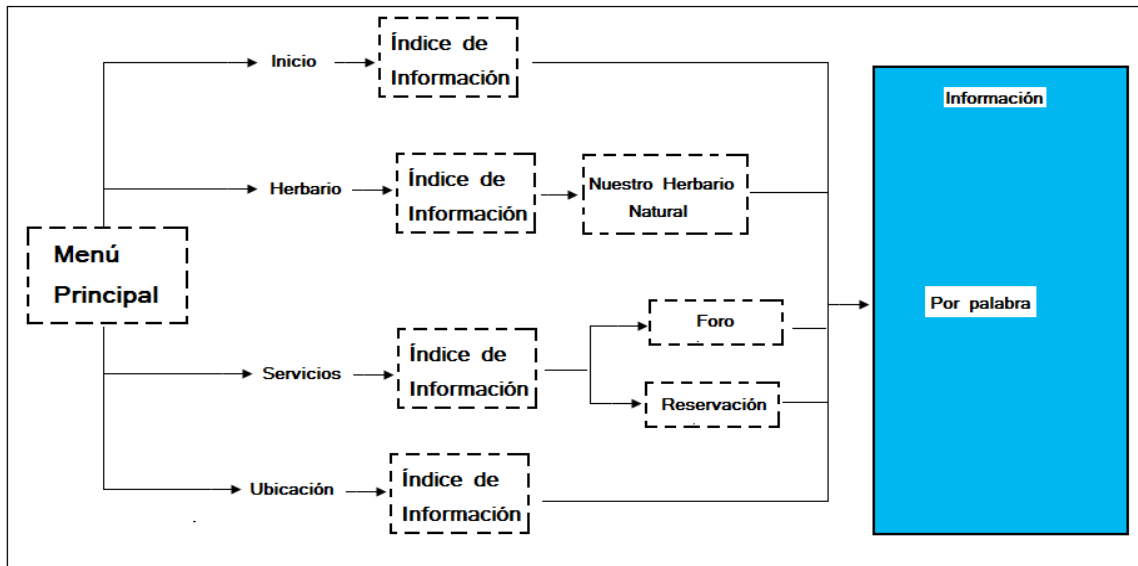 Menú
Principal
Inicio
Índice de
Información
Herbario
Índice de
Información
Nuestro Herbario
Natural
Servicios
Índice de
Información
Foro
Reservación
Ubicación
Índice de
Información
Información
Por palabra